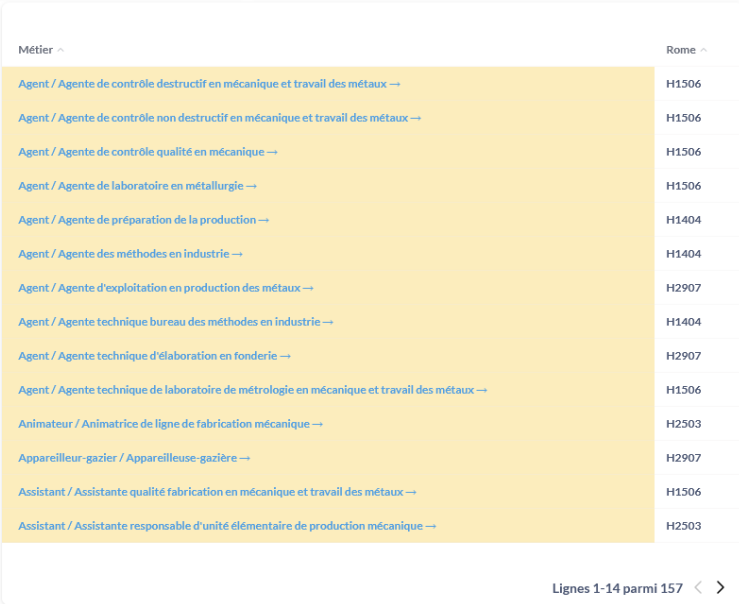 Métier Rome
Agent / Agente de contrôle destructif en mécanique et travail des métaux → H1506
Agent / Agente de contrôle non destructif en mécanique et travail des métaux → H1506
Agent / Agente de contrôle qualité en mécanique → H1506
Agent / Agente de laboratoire en métallurgie → H1506
Agent / Agente de préparation de la production → H1404
Agent / Agente des méthodes en industrie → H1404
Agent / Agente d'exploitation en production des métaux → H2907
Agent / Agente technique bureau des méthodes en industrie → H1404
Agent / Agente technique d'élaboration en fonderie → H2907
Agent / Agente technique de laboratoire de métrologie en mécanique et travail des métaux → H1506
Animateur / Animatrice de ligne de fabrication mécanique → H2503
Appareilleur-gazier / Appareilleuse-gazière → H2907
Assistant / Assistante qualité fabrication en mécanique et travail des métaux → H1506
Assistant / Assistante responsable d'unité élémentaire de production mécanique → H2503
Lignes 1-14 parmi 157